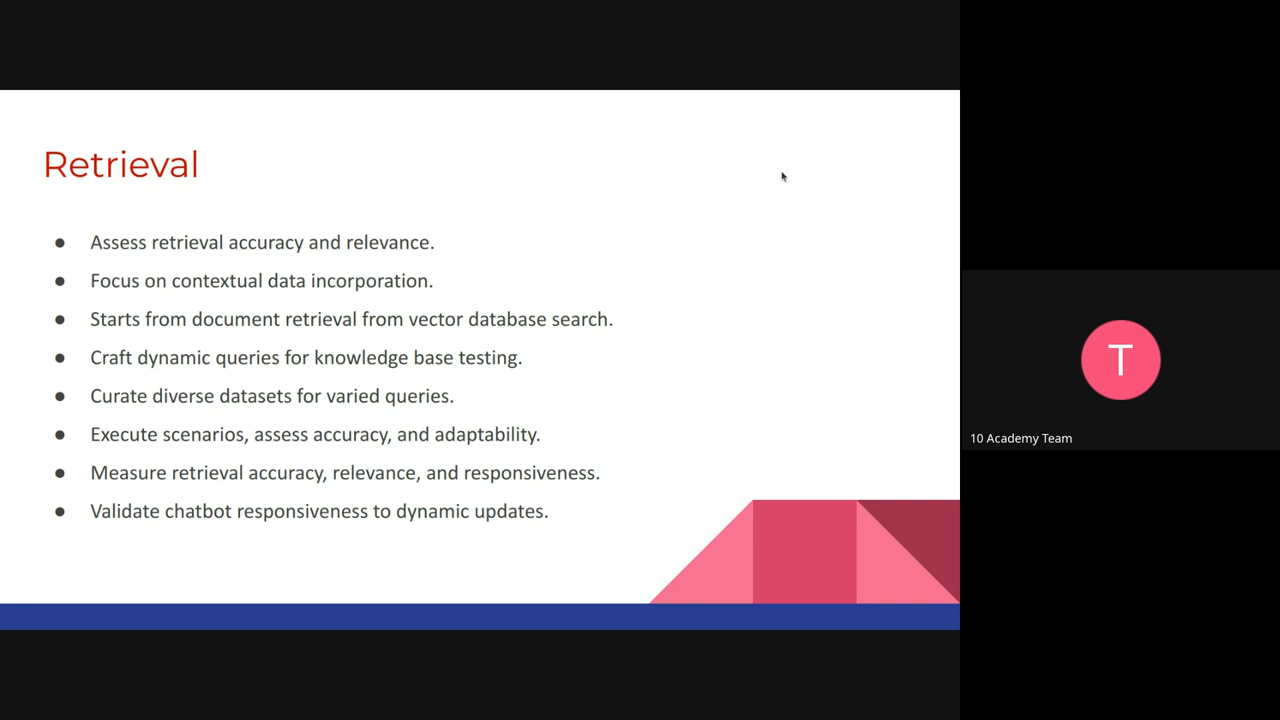 Retrieval
● Assess retrieval accuracy and relevance.
● Focus on contextual data incorporation.
● Starts from document retrieval from vector database search.
● Craft dynamic queries for knowledge base testing.
● Curate diverse datasets for varied queries.
● Execute scenarios, assess accuracy, and adaptability.
● Measure retrieval accuracy, relevance, and responsiveness.
● Validate chatbot responsiveness to dynamic updates.
T
10 Academy Team